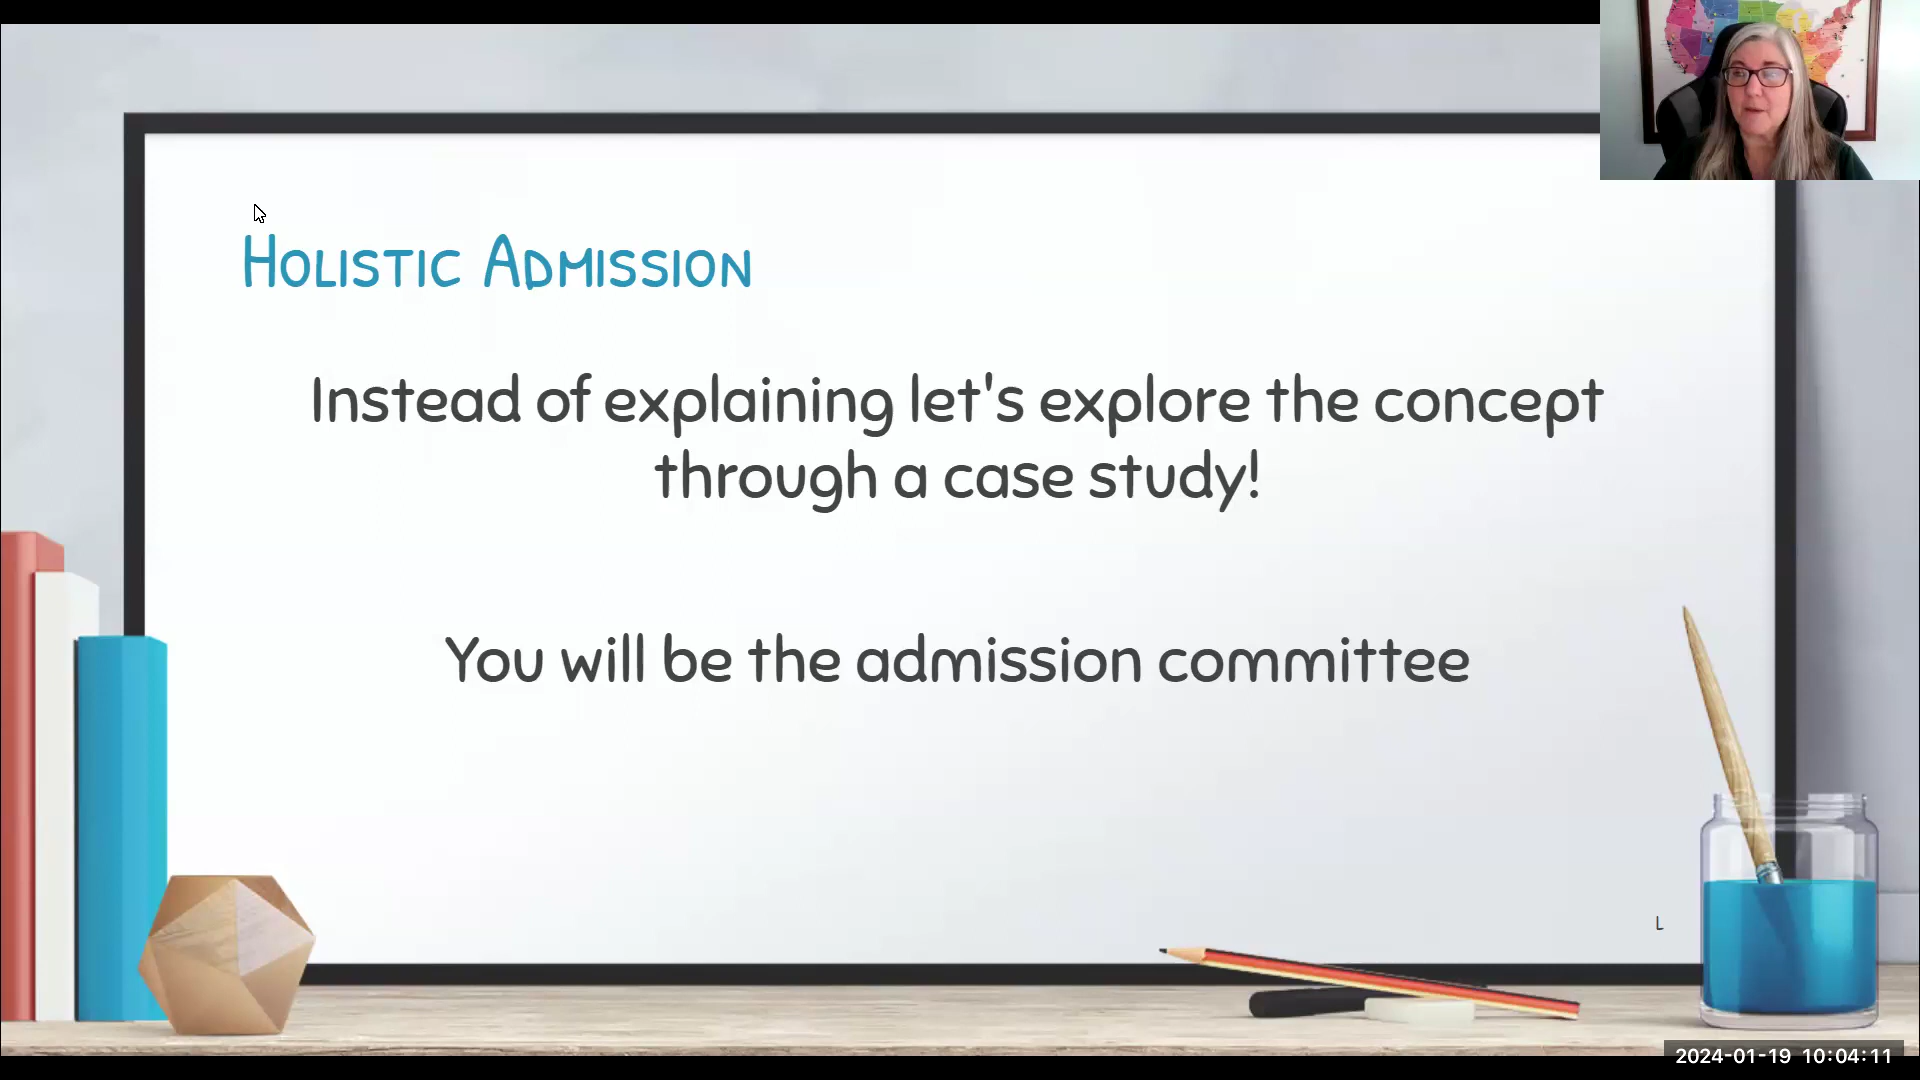 Holistic Admission
Instead of explaining let's explore the concept
through a case study!
You will be the admission committee
L
2024-01-19 10:04:11